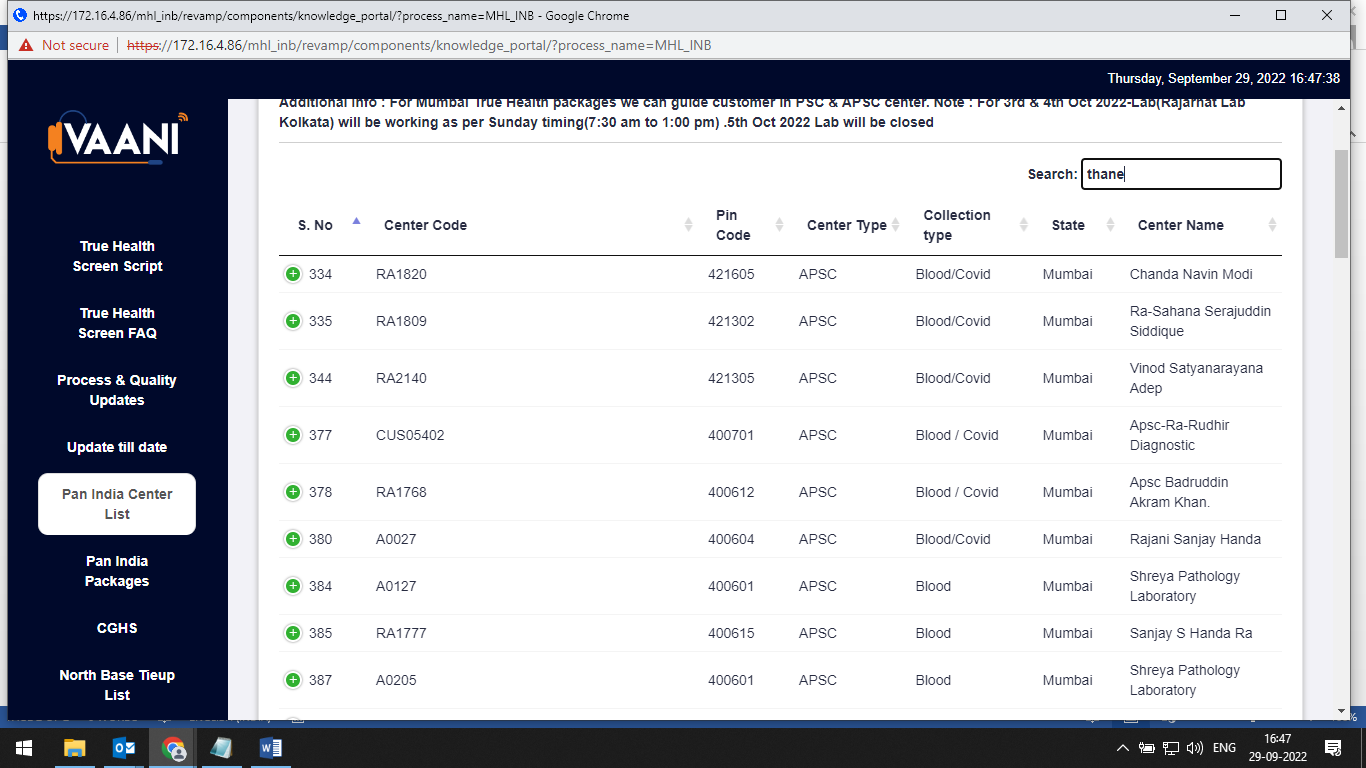 https://172.16.4.86/mhl_inb/revamp/components/knowledge_portal/?process_name=MHL_INB - Google Chrome
Not secure | https://172.16.4.86/mhl_inb/revamp/components/knowledge_portal/?process_name=MHL_INB
Thursday, September 29, 2022 16:47:38
VAANI
True Health
Screen Script
True Health
Screen FAQ
Process & Quality
Updates
Update till date
Pan India Center
List
Pan India
Packages
CGHS
North Base Tieup
List
Additional info : For Mumbai True Health packages we can guide customer in PSC & APSC center. Note : For 3rd & 4th Oct 2022-Lab(Rajarhat Lab
Kolkata) will be working as per Sunday timing(7:30 am to 1:00 pm) .5th Oct 2022 Lab will be closed
Search: thane
S. No Center Code Pin Code Center Type Collection type State Center Name
334 RA1820 421605 APSC Blood/Covid Mumbai Chanda Navin Modi
335 RA1809 421302 APSC Blood/Covid Mumbai Ra-Sahana Serajuddin
Siddique
344 RA2140 421305 APSC Blood/Covid Mumbai Vinod Satyanarayana
Adep
377 CUS05402 400701 APSC Blood / Covid Mumbai Apsc-Ra-Rudhir
Diagnostic
378 RA1768 400612 APSC Blood / Covid Mumbai Apsc Badruddin
Akram Khan.
380 A0027 400604 APSC Blood/Covid Mumbai Rajani Sanjay Handa
384 A0127 400601 APSC Blood Mumbai Shreya Pathology
Laboratory
385 RA1777 400615 APSC Blood Mumbai Sanjay S Handa Ra
387 A0205 400601 APSC Blood Mumbai Shreya Pathology
Laboratory
ENG
16:47
29-09-2022